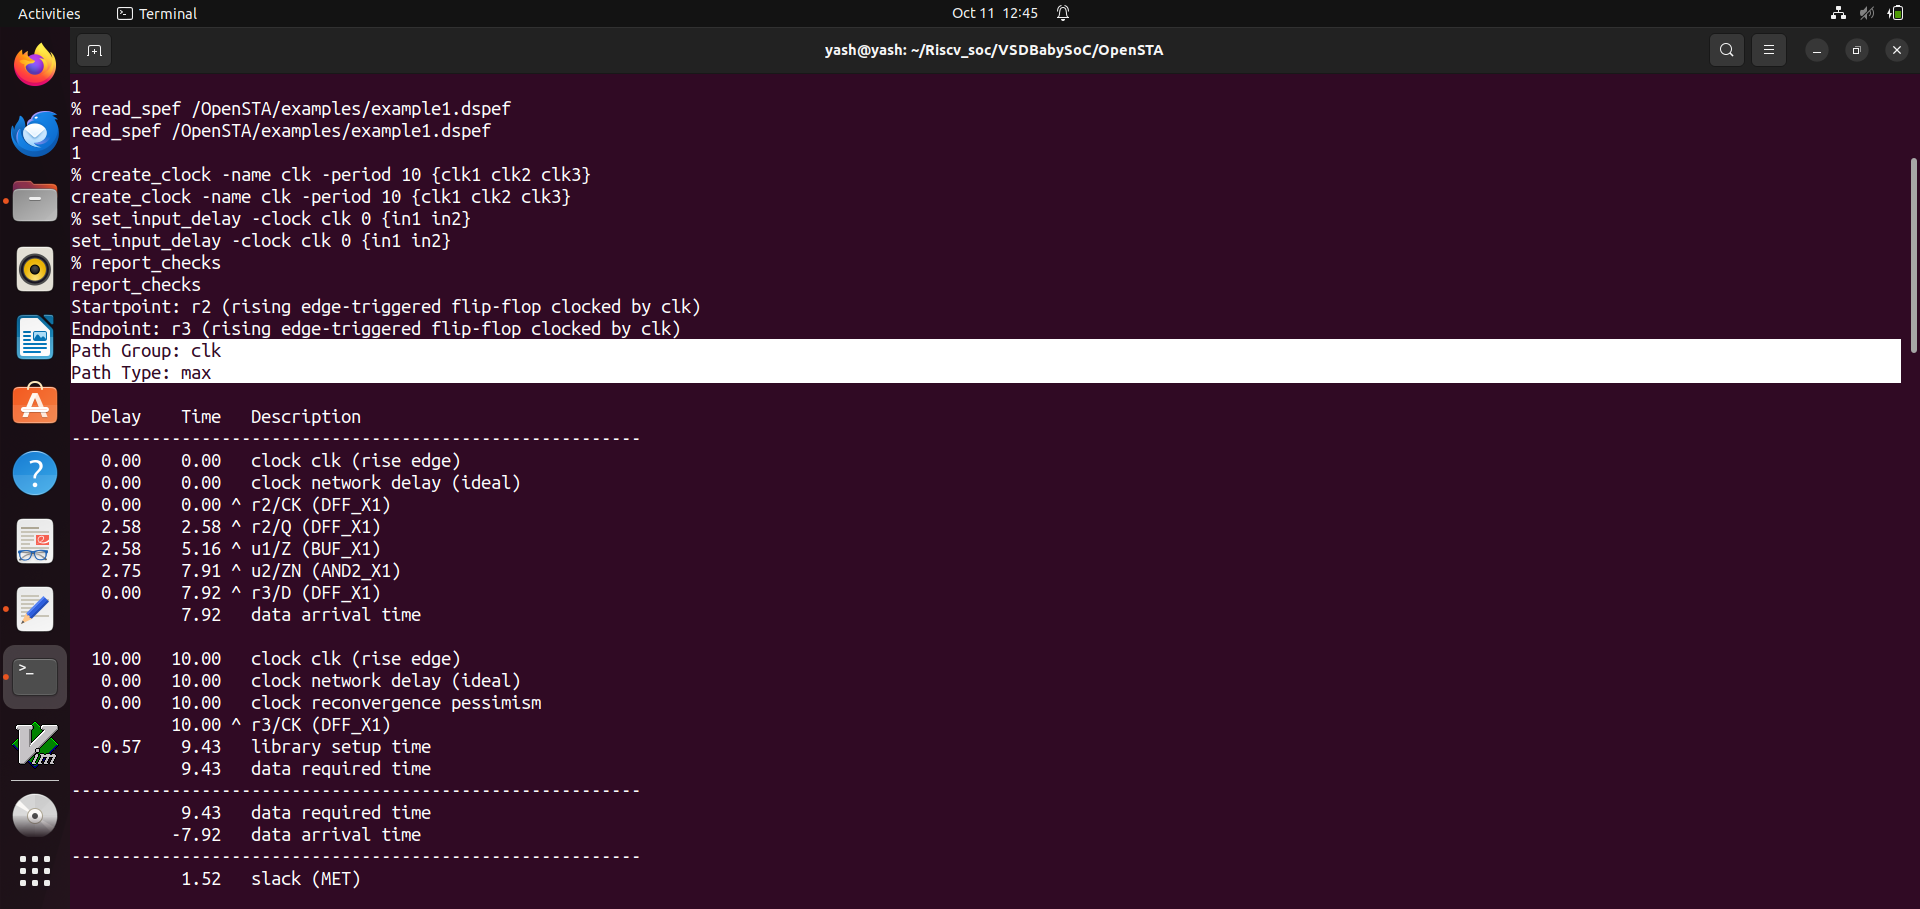 Activities
Terminal
Oct 11 12:45
yash@yash: ~/Riscv_soc/VSDBabySoC/OpenSTA
1
% read_spef /OpenSTA/examples/example1.dspef
read_spef /OpenSTA/examples/example1.dspef
1
% create_clock -name clk -period 10 {clk1 clk2 clk3}
create_clock -name clk -period 10 {clk1 clk2 clk3}
% set_input_delay -clock clk 0 {in1 in2}
set_input_delay -clock clk 0 {in1 in2}
% report_checks
report_checks
Startpoint: r2 (rising edge-triggered flip-flop clocked by clk)
Endpoint: r3 (rising edge-triggered flip-flop clocked by clk)
Path Group: clk
Path Type: max
  Delay    Time   Description
---------------------------------------------------------
   0.00    0.00   clock clk (rise edge)
   0.00    0.00   clock network delay (ideal)
   0.00    0.00 ^ r2/CK (DFF_X1)
   2.58    2.58 ^ r2/Q (DFF_X1)
   2.58    5.16 ^ u1/Z (BUF_X1)
   2.75    7.91 ^ u2/ZN (AND2_X1)
   0.00    7.92 ^ r3/D (DFF_X1)
           7.92   data arrival time
  10.00   10.00   clock clk (rise edge)
   0.00   10.00   clock network delay (ideal)
   0.00   10.00   clock reconvergence pessimism
          10.00 ^ r3/CK (DFF_X1)
  -0.57    9.43   library setup time
           9.43   data required time
---------------------------------------------------------
           9.43   data required time
          -7.92   data arrival time
---------------------------------------------------------
           1.52   slack (MET)